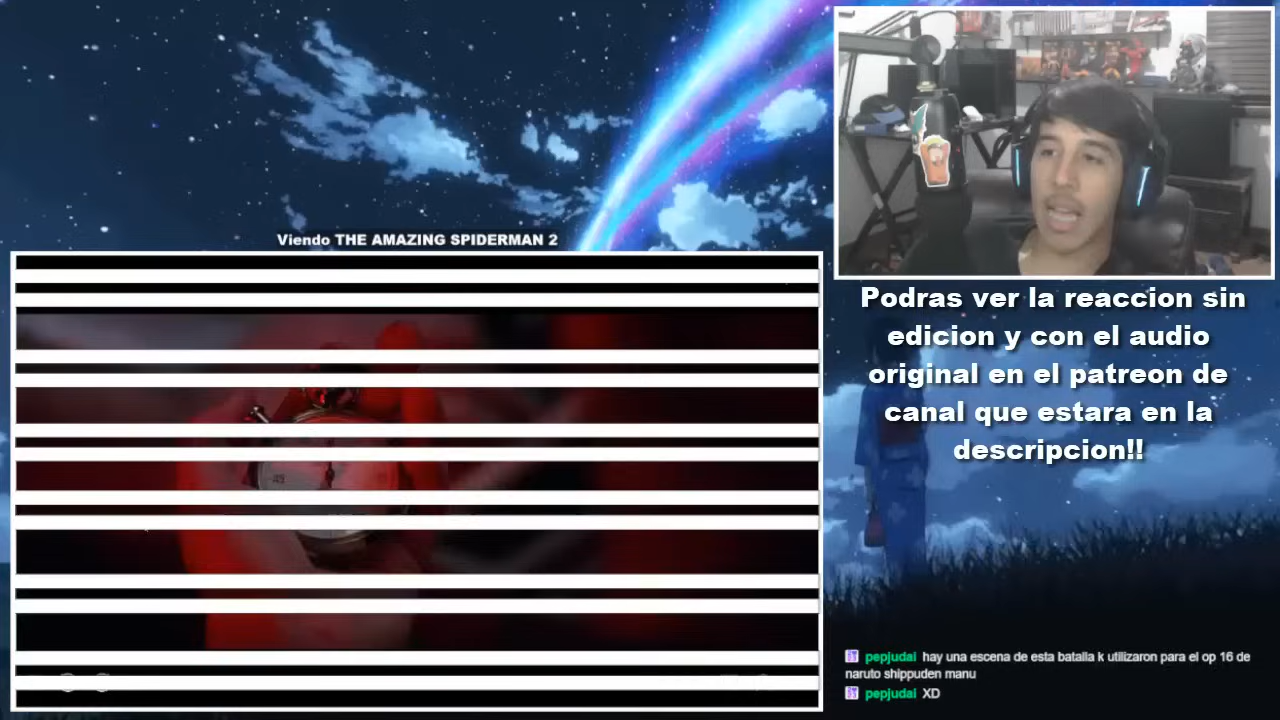 Viendo THE AMAZING SPIDERMAN 2
Podras ver la reaccion sin
edicion y con el audio
original en el patreon de
canal que estara en la
descripcion!!
pepjudai hay una escena de esta batalla k utilizaron para el op 16 de
naruto shippuden manu
pepjudai XD